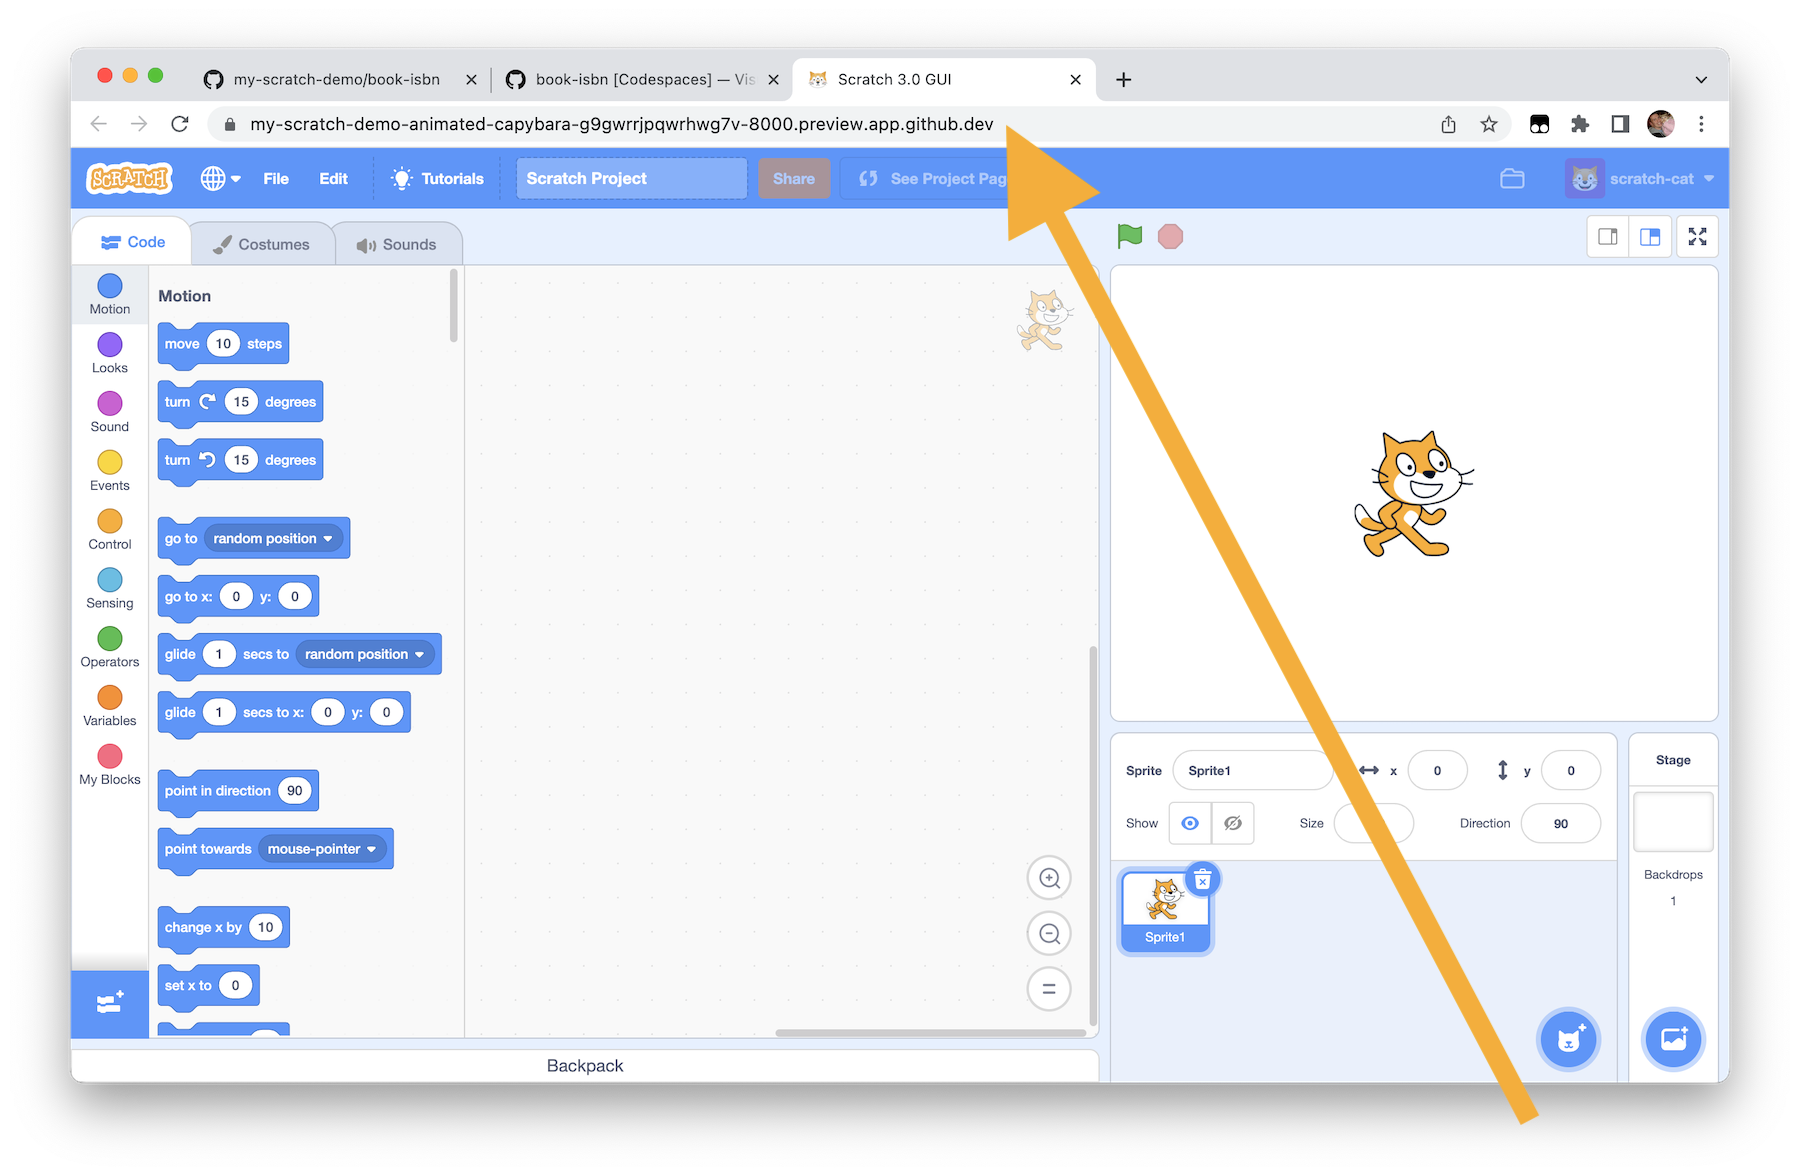 my-scratch-demo/book-isbn
book-isbn [Codespaces] — Vis
Scratch 3.0 GUI
my-scratch-demo-animated-capybara-g9gwrrjpqwrhwg7v-8000.preview.app.github.dev
SCRATCH
File
Edit
Tutorials
Scratch Project
Share
See Project Pag
scratch-cat
Code
Costumes
Sounds
Motion
Looks
Sound
Events
Control
Sensing
Operators
Variables
My Blocks
Motion
move 10 steps
turn 15 degrees
turn 15 degrees
go to random position
go to x: 0 y: 0
glide 1 secs to random position
glide 1 secs to x: 0 y: 0
point in direction 90
point towards mouse-pointer
change x by 10
set x to 0
Backpack
Sprite Sprite1 x 0 y 0
Show Size Direction 90
Sprite1
Stage
Backdrops
1